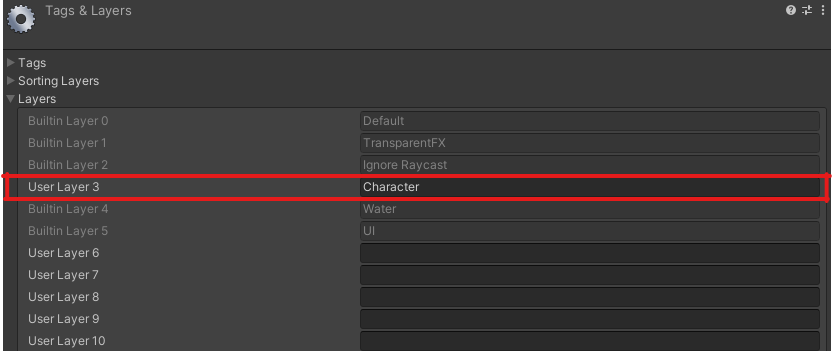 Tags & Layers
Tags
Sorting Layers
Layers
Builtin Layer 0 Default
Builtin Layer 1 TransparentFX
Builtin Layer 2 Ignore Raycast
User Layer 3 Character
Builtin Layer 4 Water
Builtin Layer 5 UI
User Layer 6
User Layer 7
User Layer 8
User Layer 9
User Layer 10